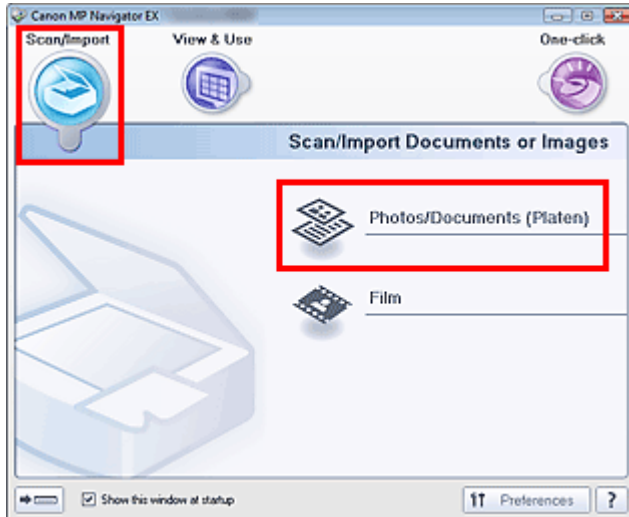 Canon MP Navigator EX
Scan/Import View & Use One-click
Scan/Import Documents or Images
Photos/Documents (Platen)
Film
Show this window at startup
Preferences ?